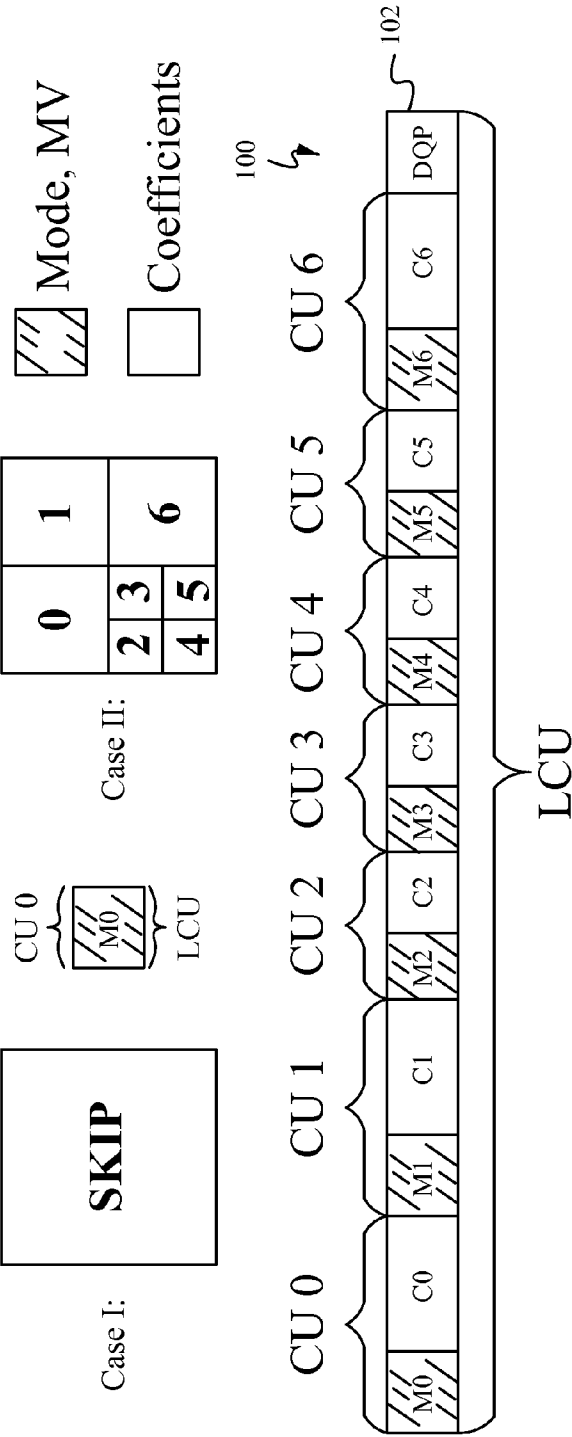 Case I:
SKIP
CU 0
M0
LCU
Case II:
0 1
2 3
4 5
6
Mode, MV
Coefficients
100
CU 0 CU 1 CU 2 CU 3 CU 4 CU 5 CU 6
M0 C0 M1 C1 M2 C2 M3 C3 M4 C4 M5 C5 M6 C6 DQP
102
LCU